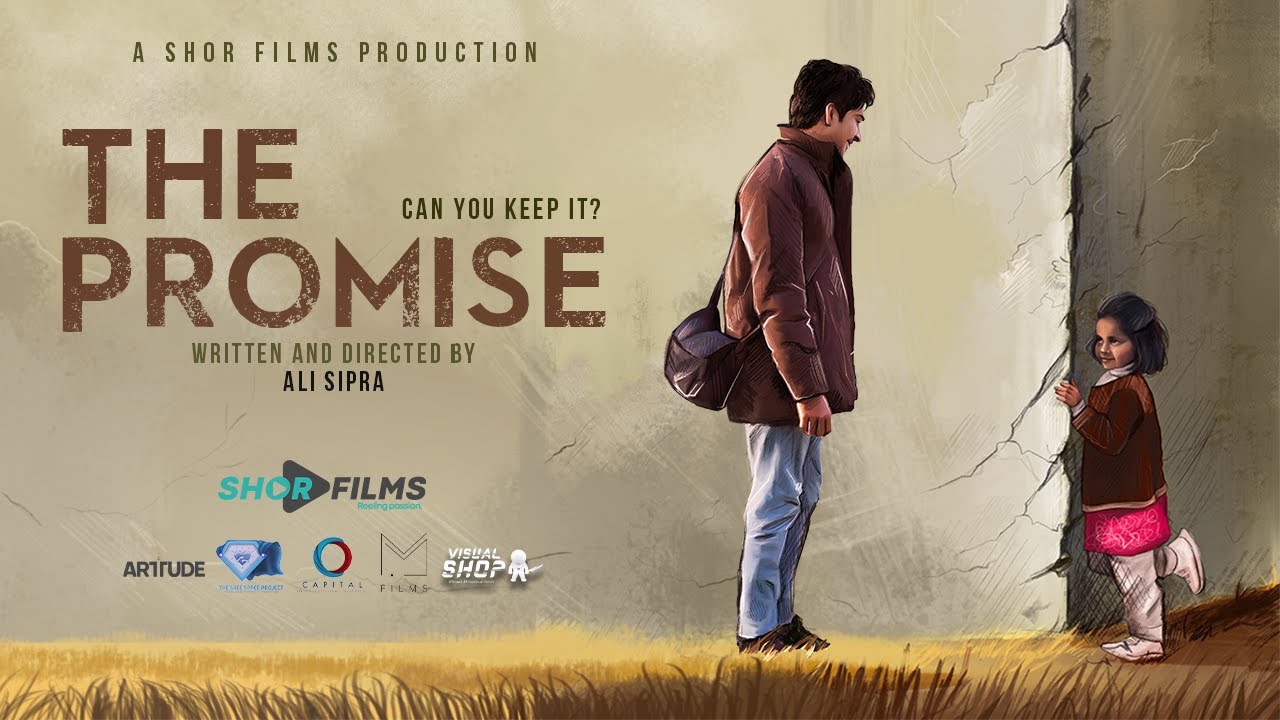 A SHOR FILMS PRODUCTION
THE
CAN YOU KEEP IT?
PROMISE
WRITTEN AND DIRECTED BY
ALI SIPRA
SHOR FILMS
Reeling passion.
ARTTUDE
CAPITAL
M.
FILMS
VISUAL
SHOP